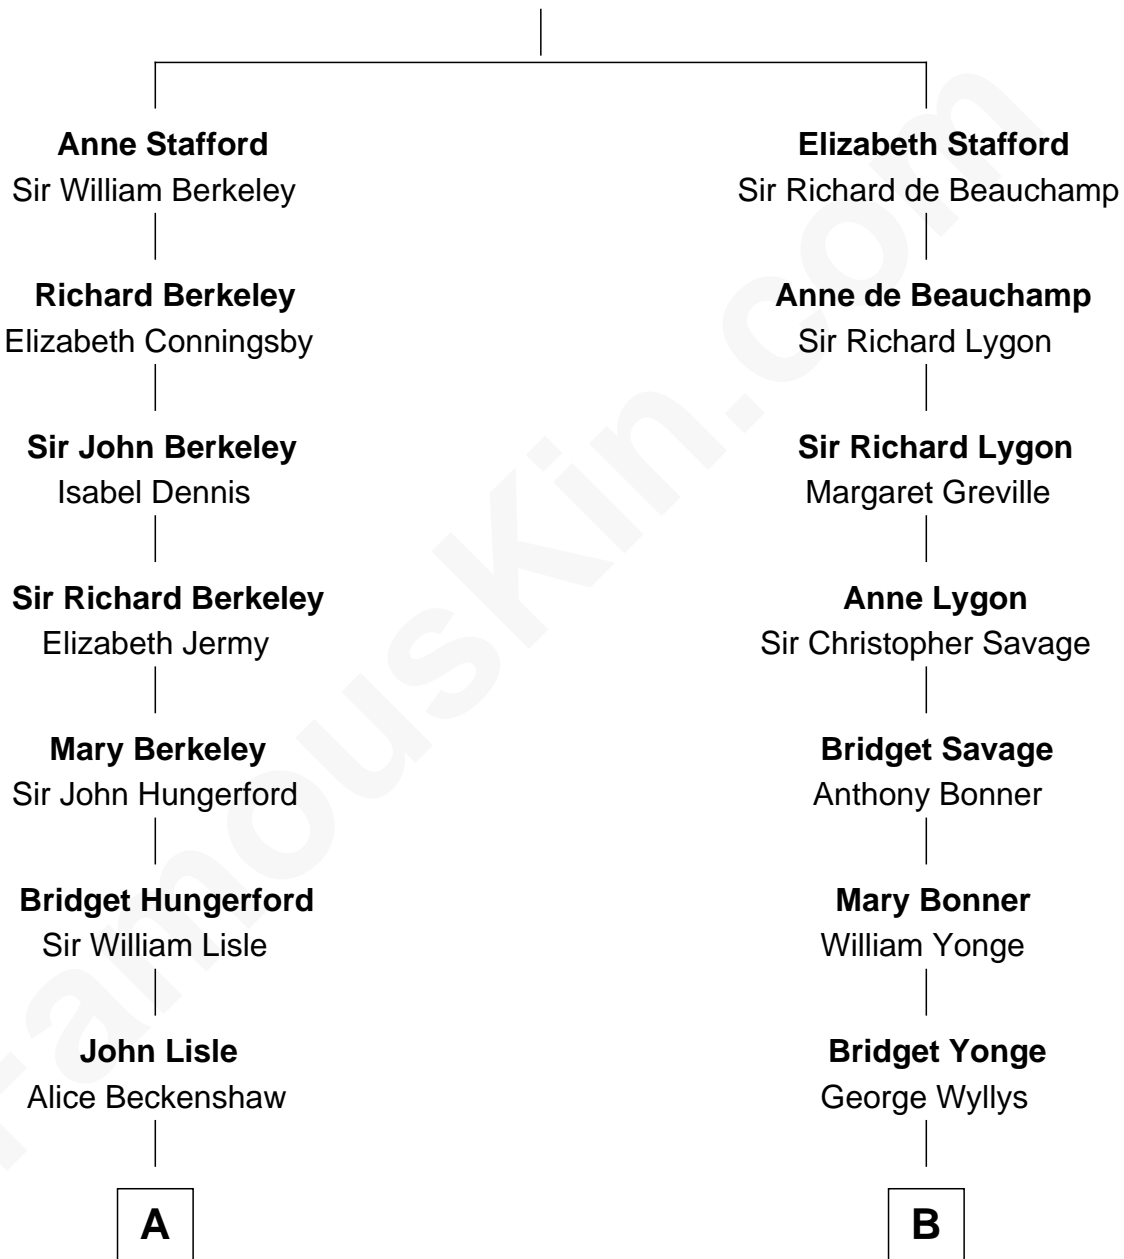 Anne Stafford
Sir William Berkeley
Richard Berkeley
Elizabeth Conningsby
Sir John Berkeley
Isabel Dennis
Sir Richard Berkeley
Elizabeth Jermy
Mary Berkeley
Sir John Hungerford
Bridget Hungerford
Sir William Lisle
John Lisle
Alice Beckenshaw
A
Elizabeth Stafford
Sir Richard de Beauchamp
Anne de Beauchamp
Sir Richard Lygon
Sir Richard Lygon
Margaret Greville
Anne Lygon
Sir Christopher Savage
Bridget Savage
Anthony Bonner
Mary Bonner
William Yonge
Bridget Yonge
George Wyllys
B
FamousKin.com